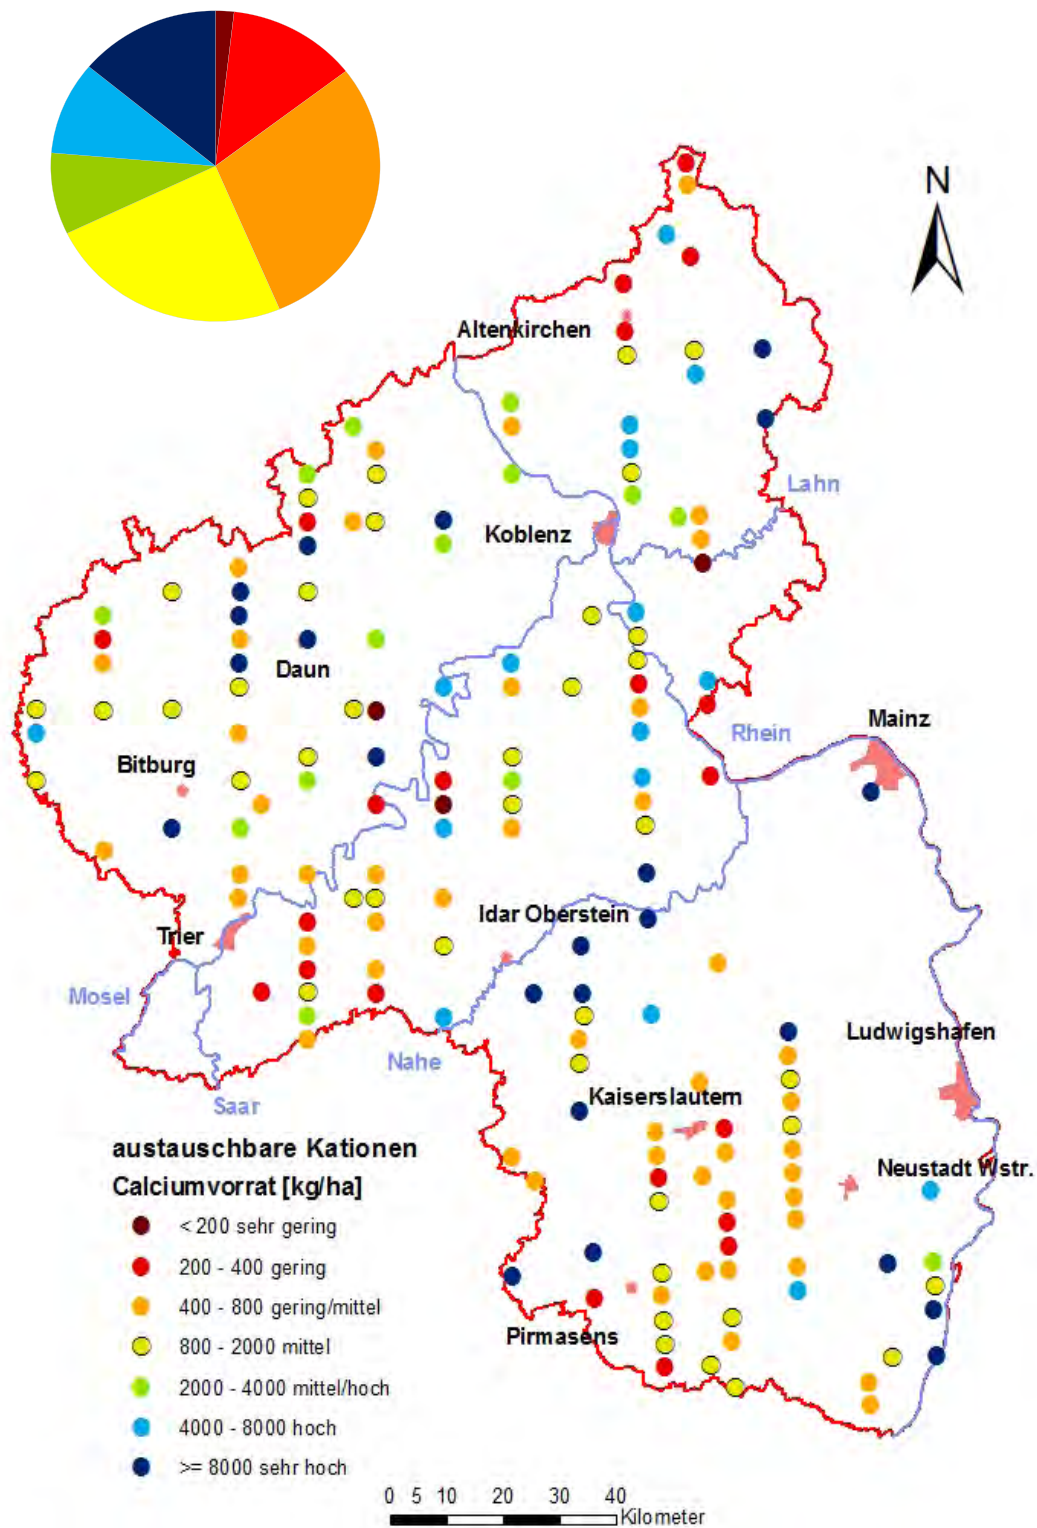 N
Altenkirchen
Lahn
Koblenz
Daun
Rhein
Mainz
Bitburg
Idar Oberstein
Trier
Mosel
Ludwigshafen
Nahe
Kaiserslautern
Saar
austauschbare Kationen
Neustadt Wstr.
Calciumvorrat [kg/ha]
< 200 sehr gering
200 - 400 gering
400 - 800 gering/mittel
Pirmasens
800 - 2000 mittel
2000 - 4000 mittel/hoch
4000 - 8000 hoch
>= 8000 sehr hoch
0 5 10 20 30 40
Kilometer